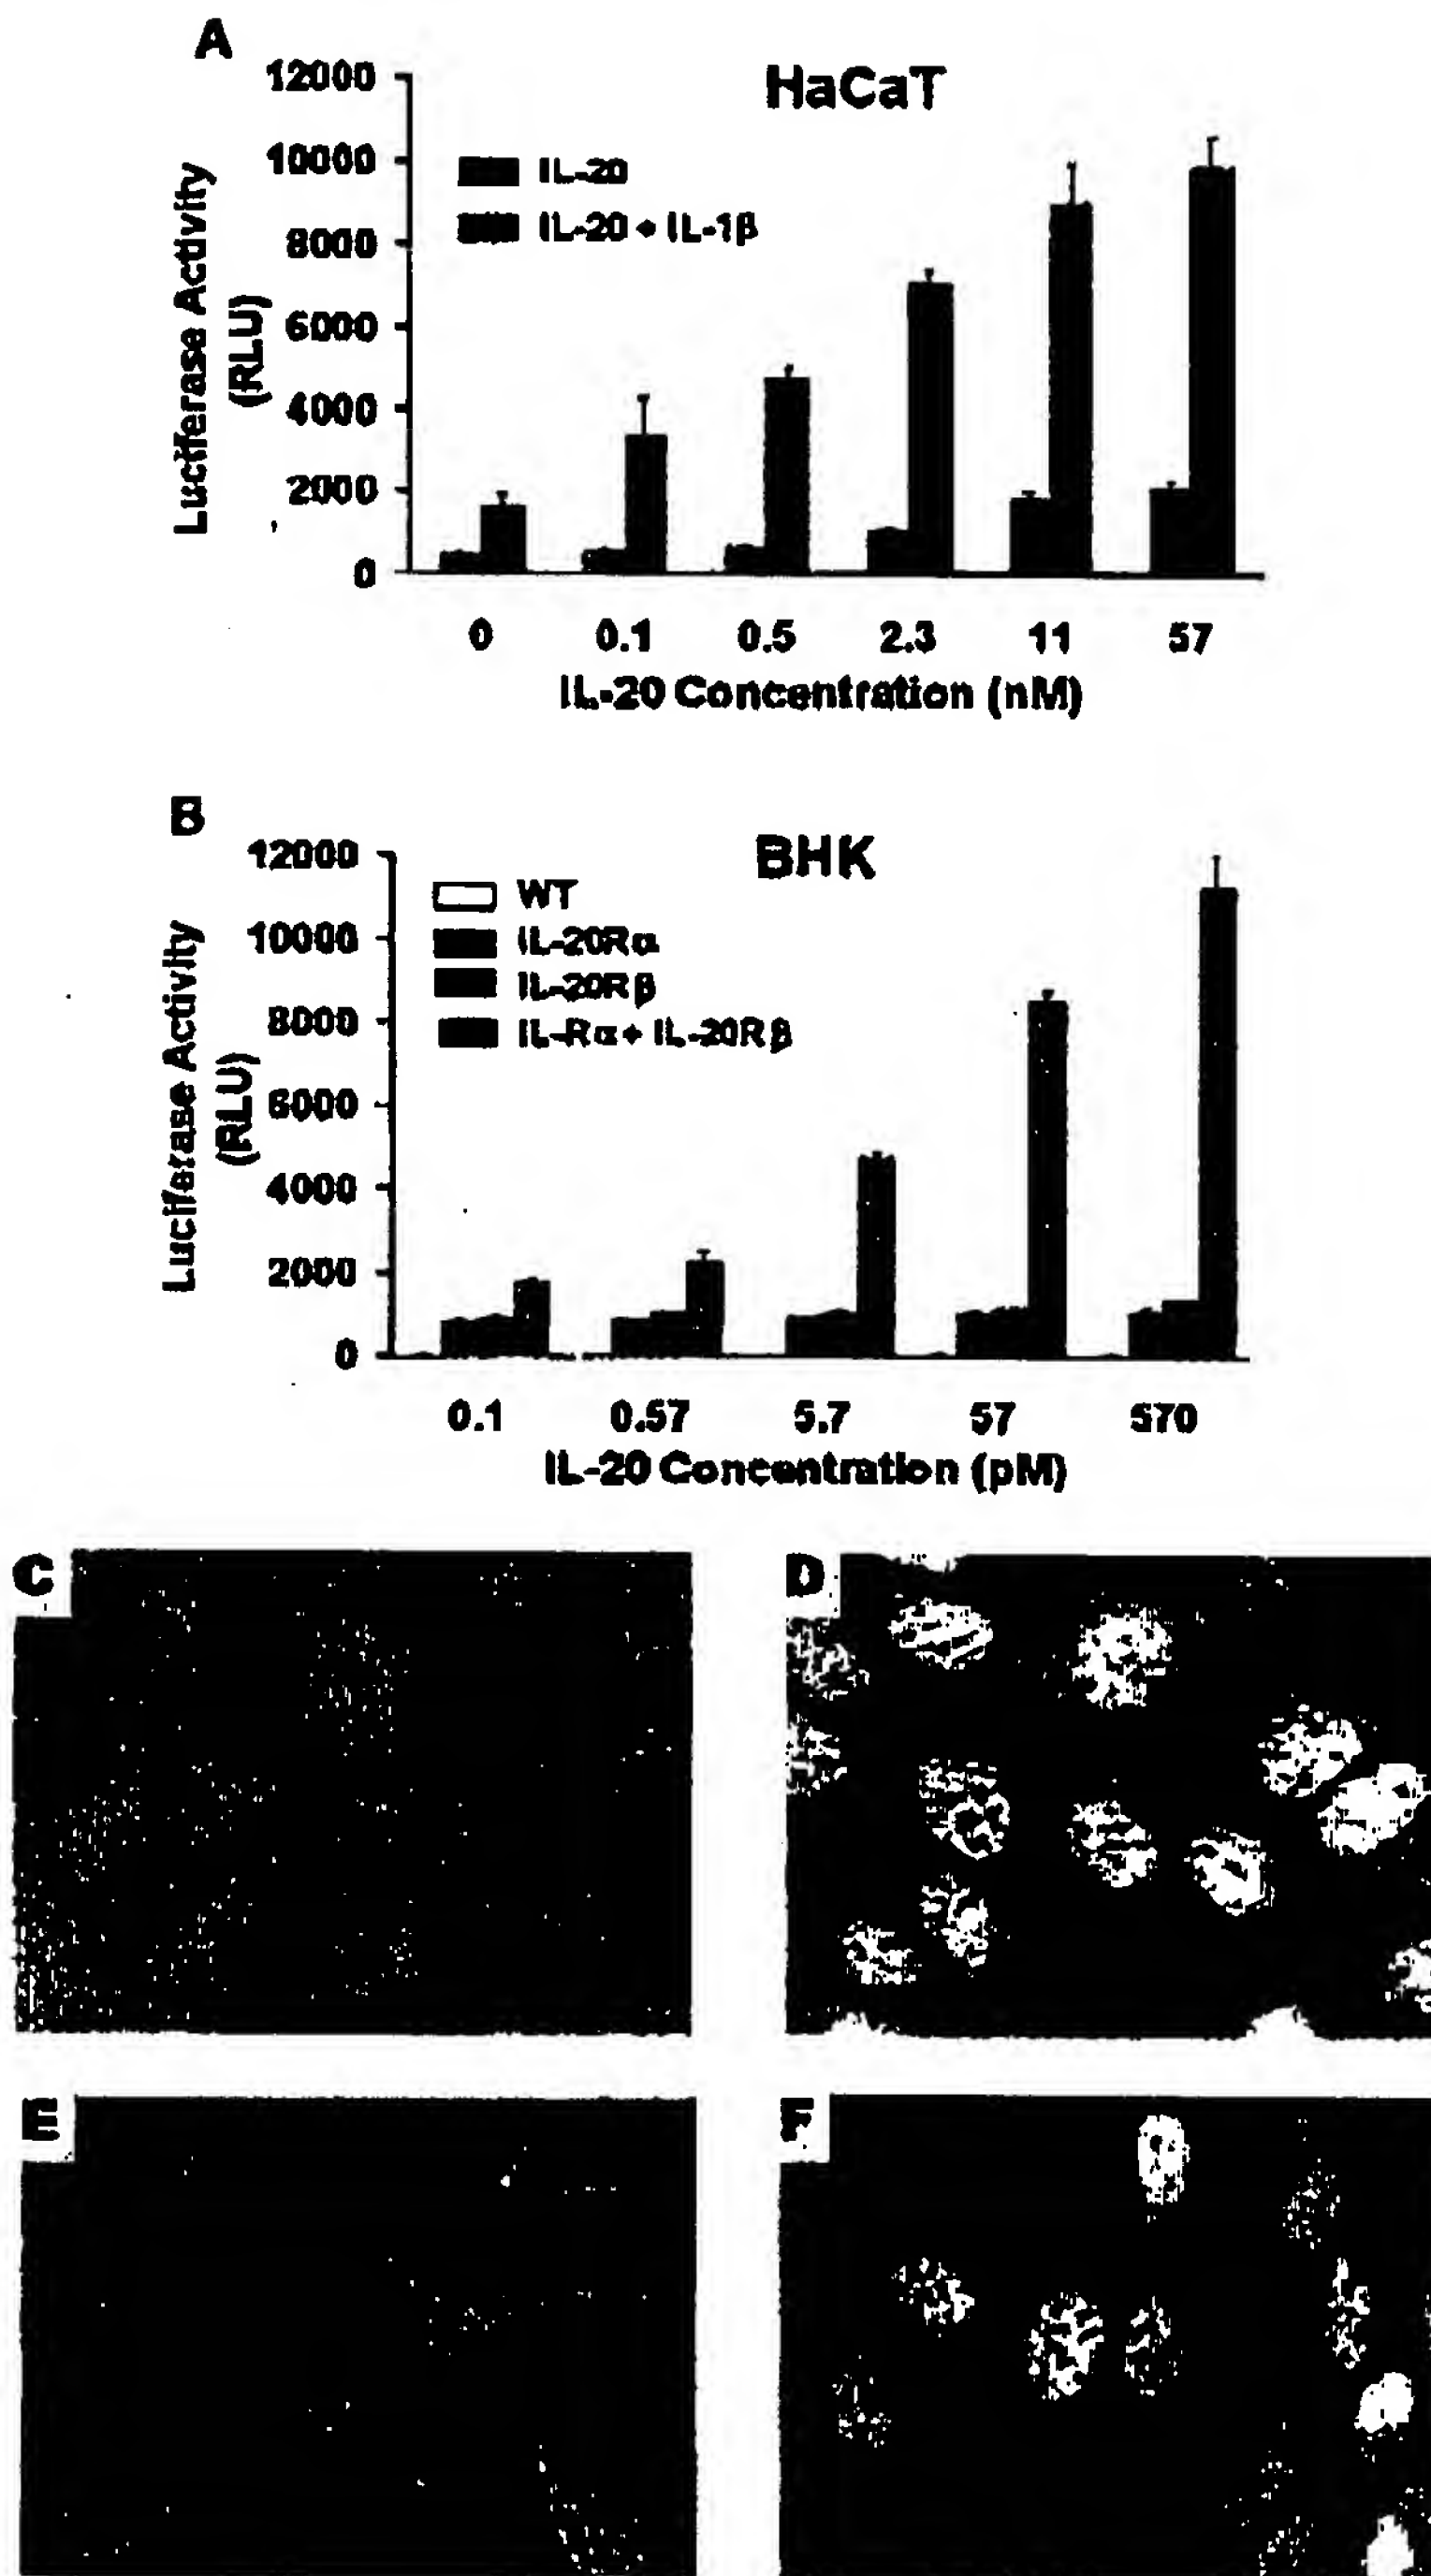 A
HaCaT
12000
10000
8000
6000
4000
2000
0
Luciferase Activity
(RLU)
IL-20
IL-20 + IL-1β
0 0.1 0.5 2.3 11 57
IL-20 Concentration (nM)
B
BHK
12000
10000
8000
6000
4000
2000
0
Luciferase Activity
(RLU)
WT
IL-20Rα
IL-20Rβ
IL-Rα + IL-20Rβ
0.1 0.57 5.7 57 570
IL-20 Concentration (pM)
C
D
E
F